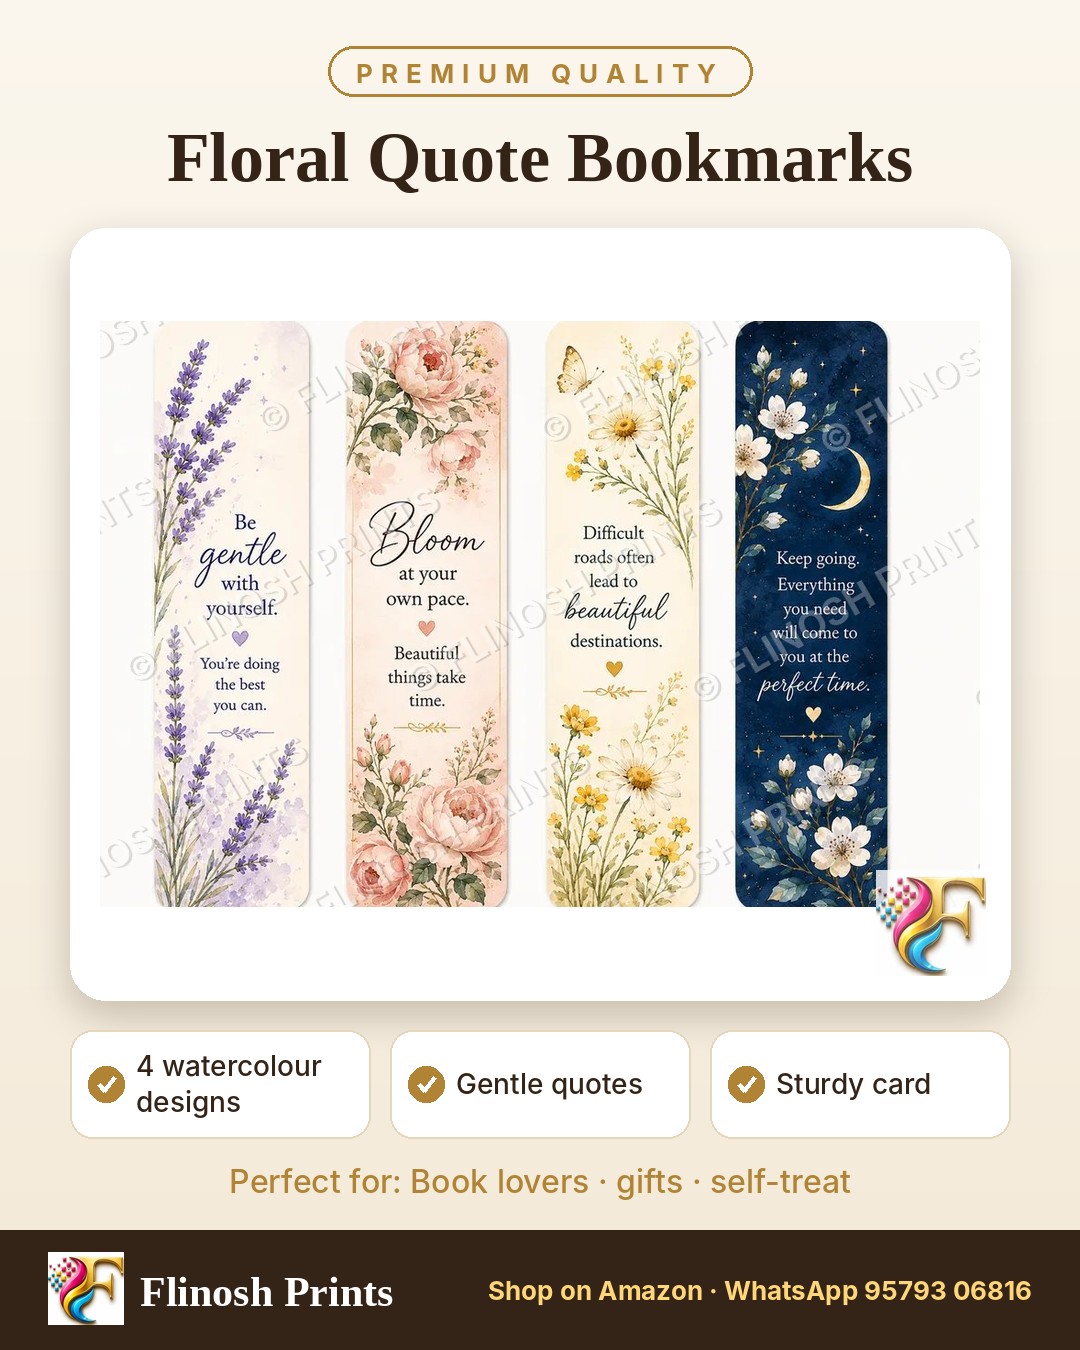 PREMIUM QUALITY
Floral Quote Bookmarks
Be
gentle
with
yourself.
You're doing
the best
you can.
Bloom
at your
own pace.
Beautiful
things take
time.
Difficult
roads often
lead to
beautiful
destinations.
Keep going.
Everything
you need
will come to
you at the
perfect time.
© FLINOSH PRINTS
4 watercolour
designs
Gentle quotes
Sturdy card
Perfect for: Book lovers · gifts · self-treat
Flinosh Prints
Shop on Amazon · WhatsApp 95793 06816